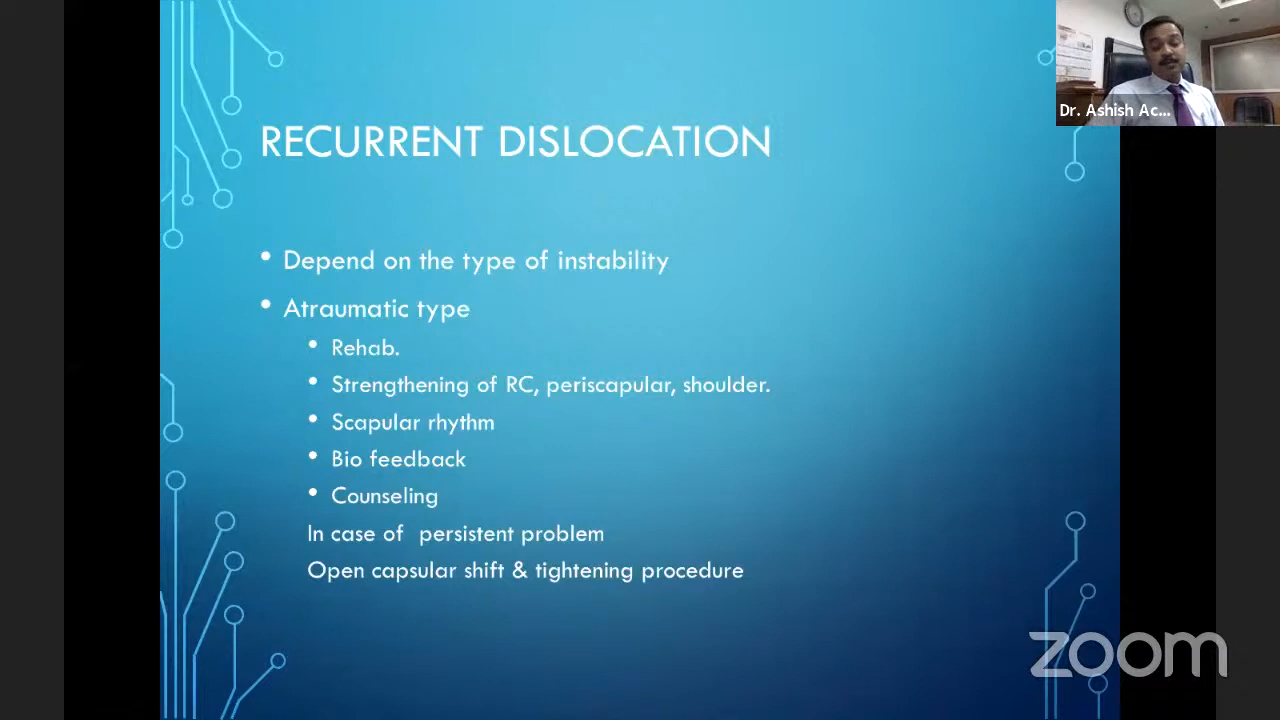 Dr. Ashish Ac...
RECURRENT DISLOCATION
• Depend on the type of instability
• Atraumatic type
• Rehab.
• Strengthening of RC, periscapular, shoulder.
• Scapular rhythm
• Bio feedback
• Counseling
In case of persistent problem
Open capsular shift & tightening procedure
zoom